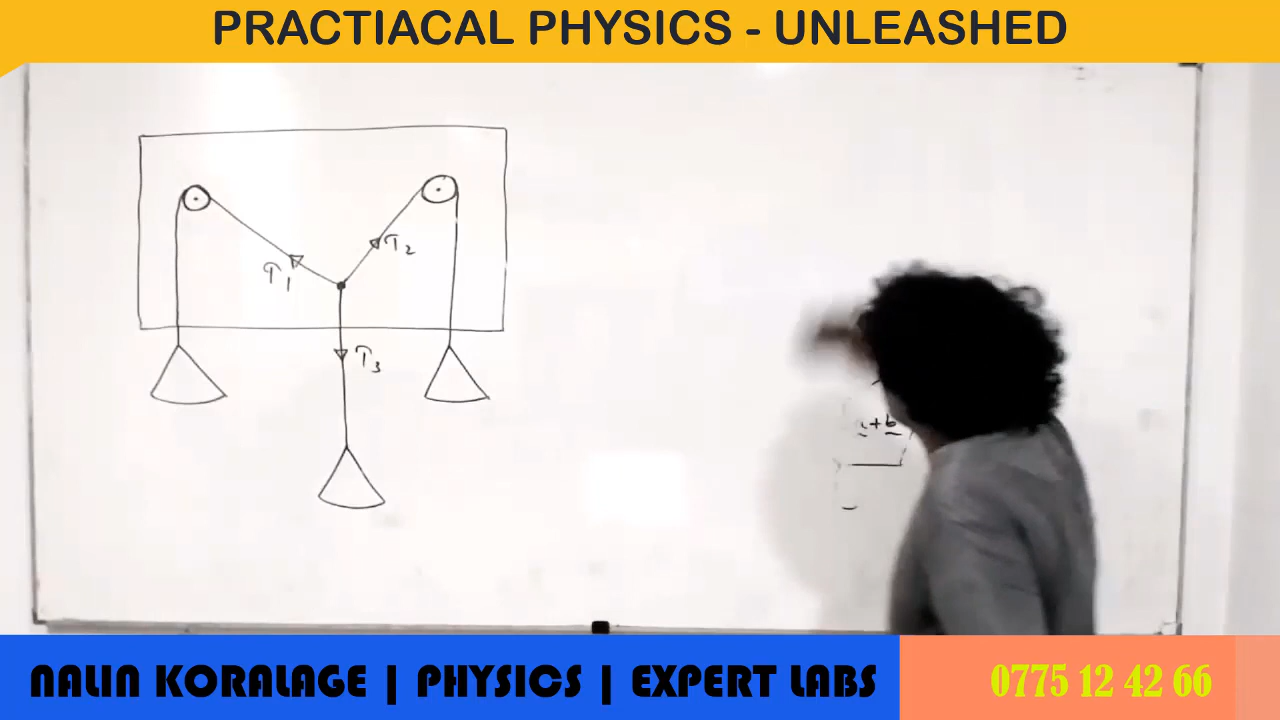 PRACTIACAL PHYSICS - UNLEASHED
T1
T2
T3
a+b
NALIN KORALAGE | PHYSICS | EXPERT LABS
0775 12 42 66